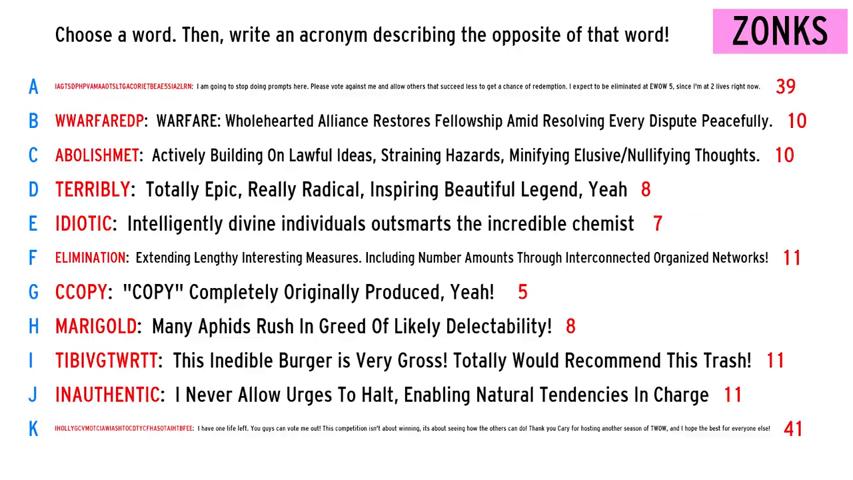 Choose a word. Then, write an acronym describing the opposite of that word!
ZONKS
A IAGTSDPHPVAMAAOTSLTGACORIETBEAE5SIA2LRN: I am going to stop doing prompts here. Please vote against me and allow others that succeed less to get a chance of redemption. I expect to be eliminated at EWOW 5, since I'm at 2 lives right now. 39
B WWARFAREDP: WARFARE: Wholehearted Alliance Restores Fellowship Amid Resolving Every Dispute Peacefully. 10
C ABOLISHMET: Actively Building On Lawful Ideas, Straining Hazards, Minifying Elusive/Nullifying Thoughts. 10
D TERRIBLY: Totally Epic, Really Radical, Inspiring Beautiful Legend, Yeah 8
E IDIOTIC: Intelligently divine individuals outsmarts the incredible chemist 7
F ELIMINATION: Extending Lengthy Interesting Measures. Including Number Amounts Through Interconnected Organized Networks! 11
G CCOPY: "COPY" Completely Originally Produced, Yeah! 5
H MARIGOLD: Many Aphids Rush In Greed Of Likely Delectability! 8
I TIBIVGTWRTT: This Inedible Burger is Very Gross! Totally Would Recommend This Trash! 11
J INAUTHENTIC: I Never Allow Urges To Halt, Enabling Natural Tendencies In Charge 11
K IHOLLYGCVMOTCIAWIASHTOCDTYCFHASOTAIHTBFEE: I have one life left. You guys can vote me out! This competition isn't about winning, its about seeing how the others can do! Thank you Cary for hosting another season of TWOW, and I hope the best for everyone else! 41